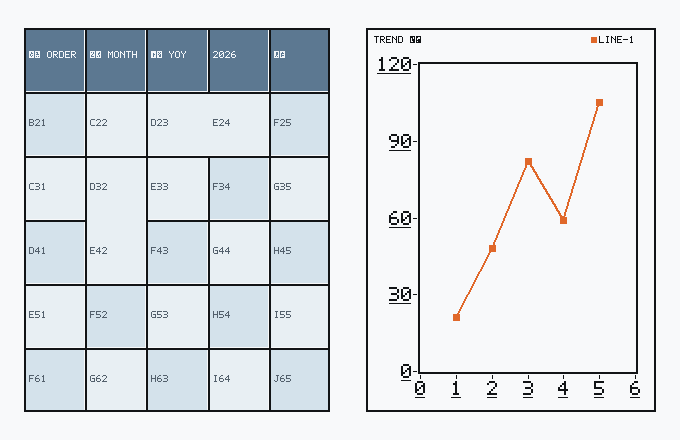 ORDER MONTH YOY 2026
B21 C22 D23 E24 F25
C31 D32 E33 F34 G35
D41 E42 F43 G44 H45
E51 F52 G53 H54 I55
F61 G62 H63 I64 J65
TREND
LINE-1
120
90
60
30
0
0 1 2 3 4 5 6